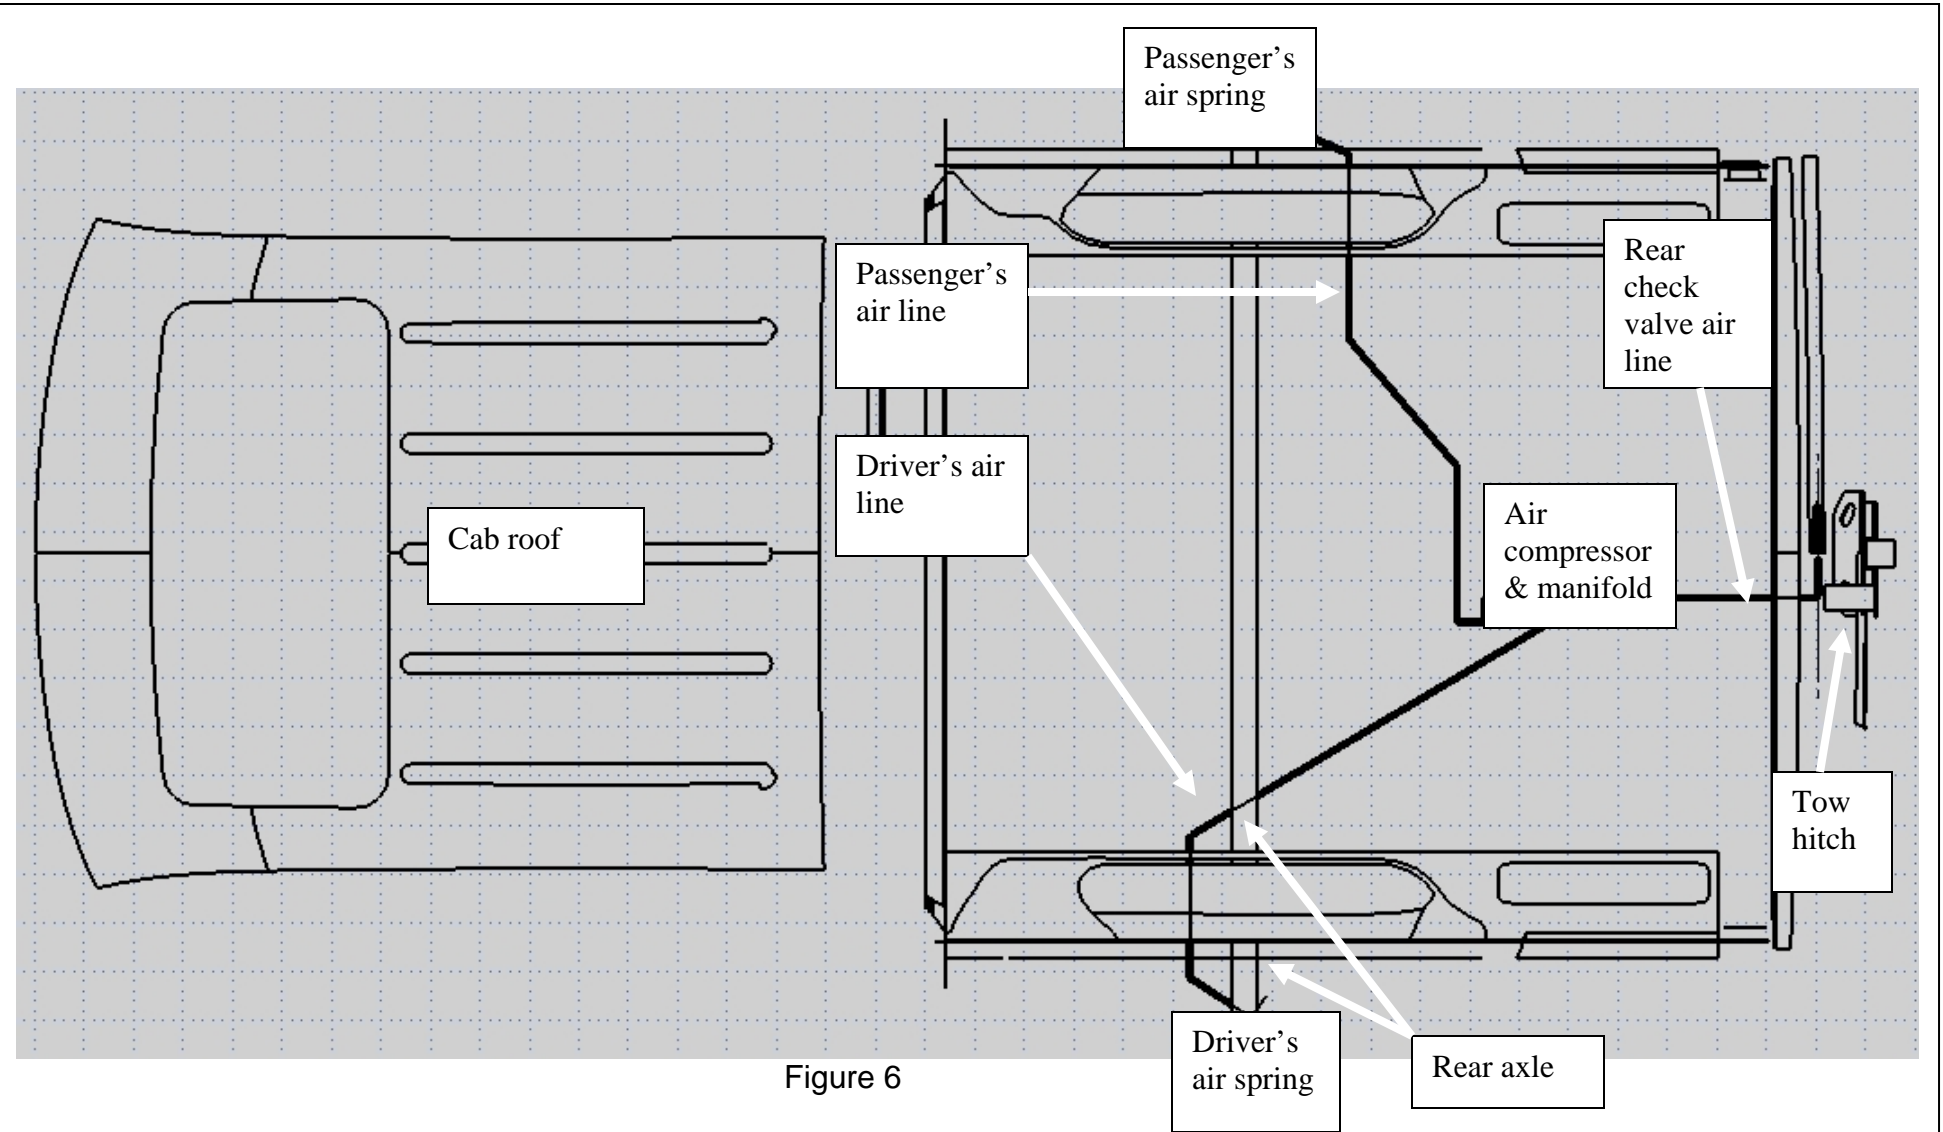 Passenger’s
air spring
Passenger’s
air line
Rear
check
valve air
line
Driver’s air
line
Cab roof
Air
compressor
& manifold
Tow
hitch
Driver’s
air spring
Rear axle
Figure 6